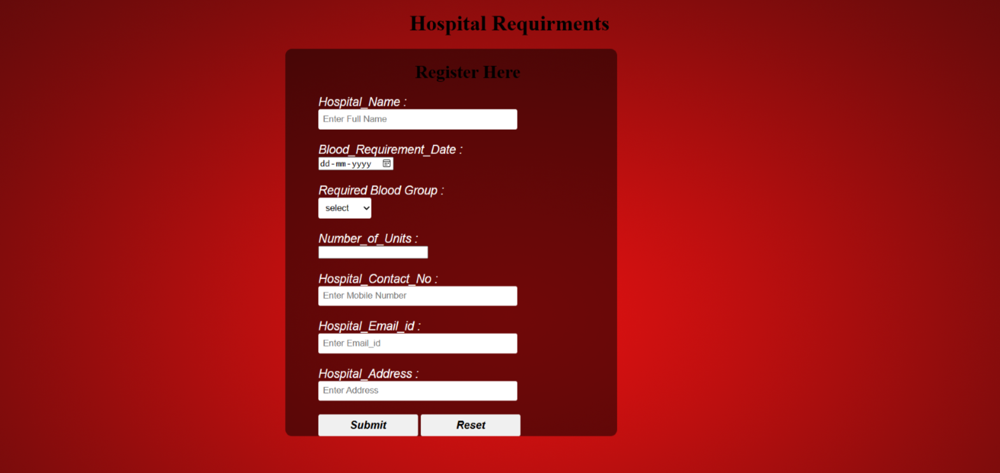 Hospital Requirments
Register Here
Hospital_Name :
Enter Full Name
Blood_Requirement_Date :
dd-mm-yyyy
Required Blood Group :
select
Number_of_Units :
Hospital_Contact_No :
Enter Mobile Number
Hospital_Email_id :
Enter Email_id
Hospital_Address :
Enter Address
Submit Reset